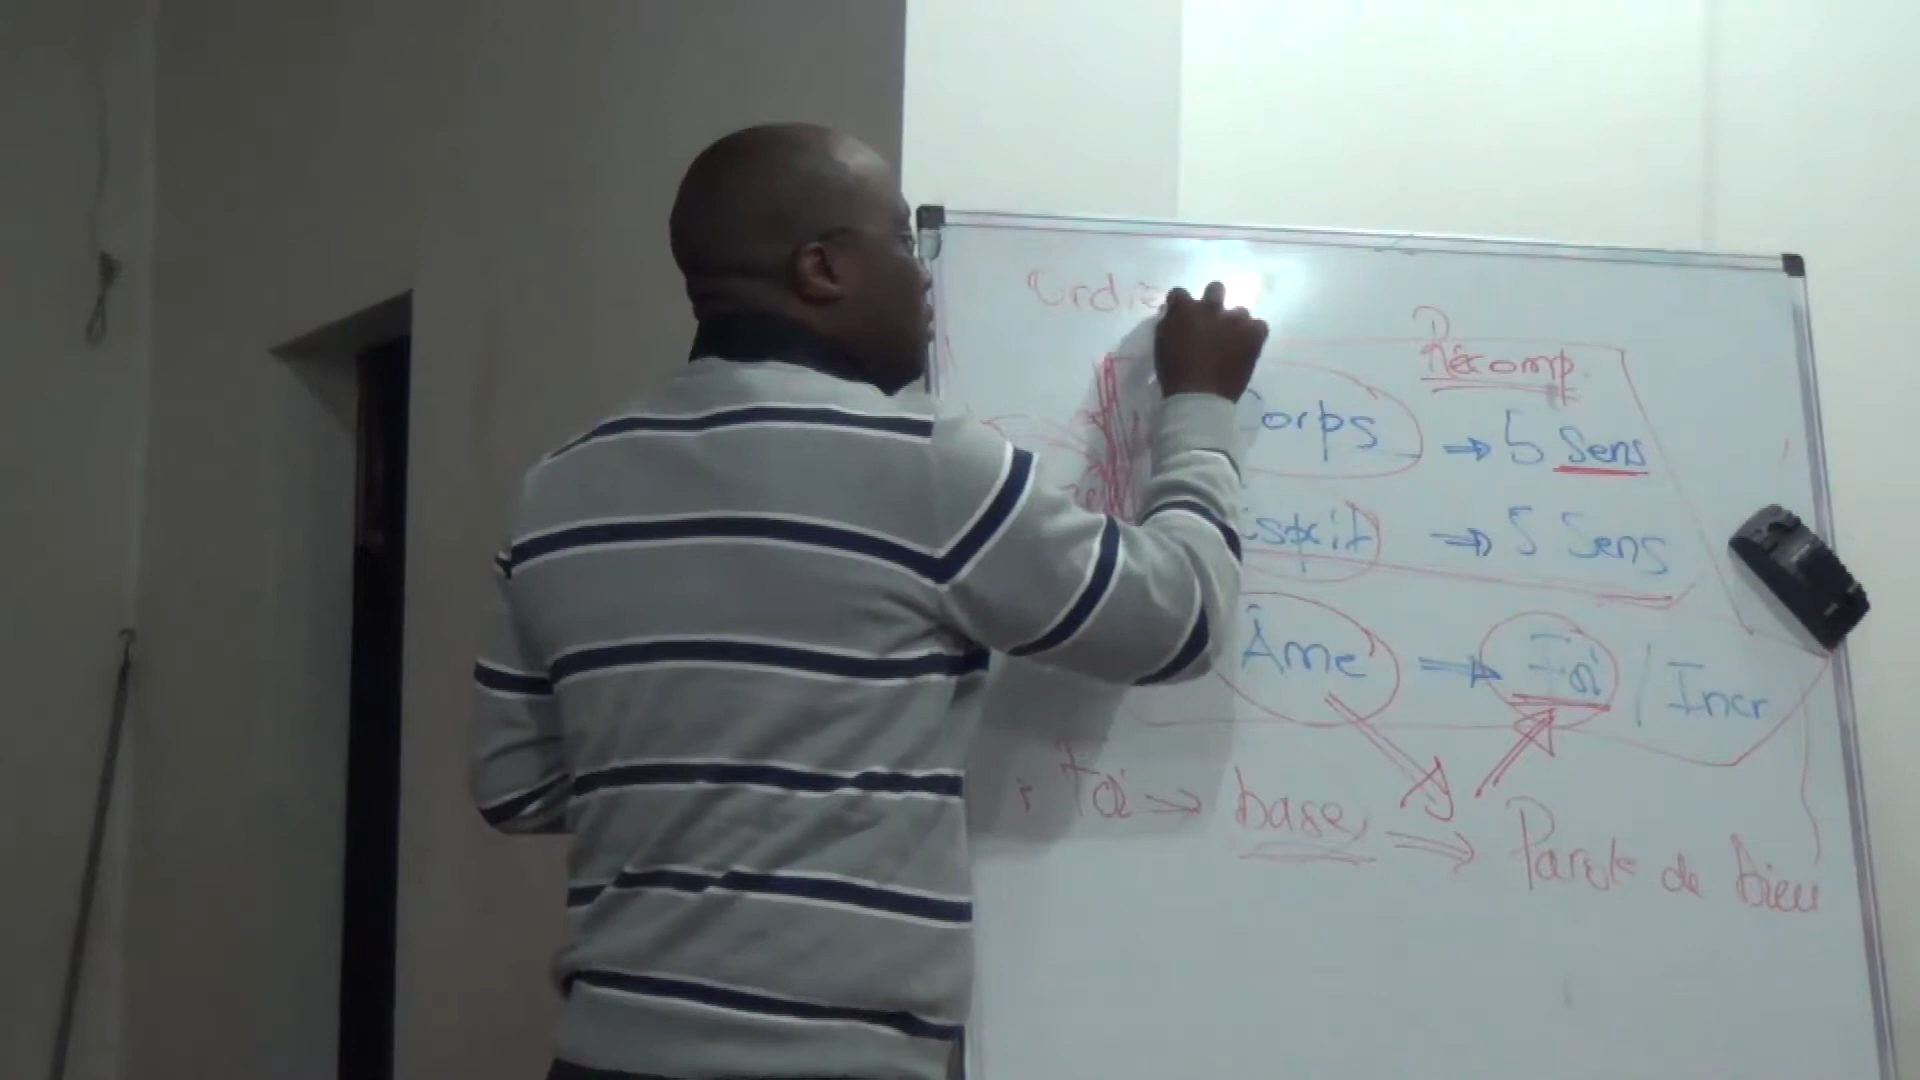 Récomp.
Corps → 5 Sens
Esprit → 5 Sens
Âme → Foi / Incr
Foi → base, → Parole de Dieu